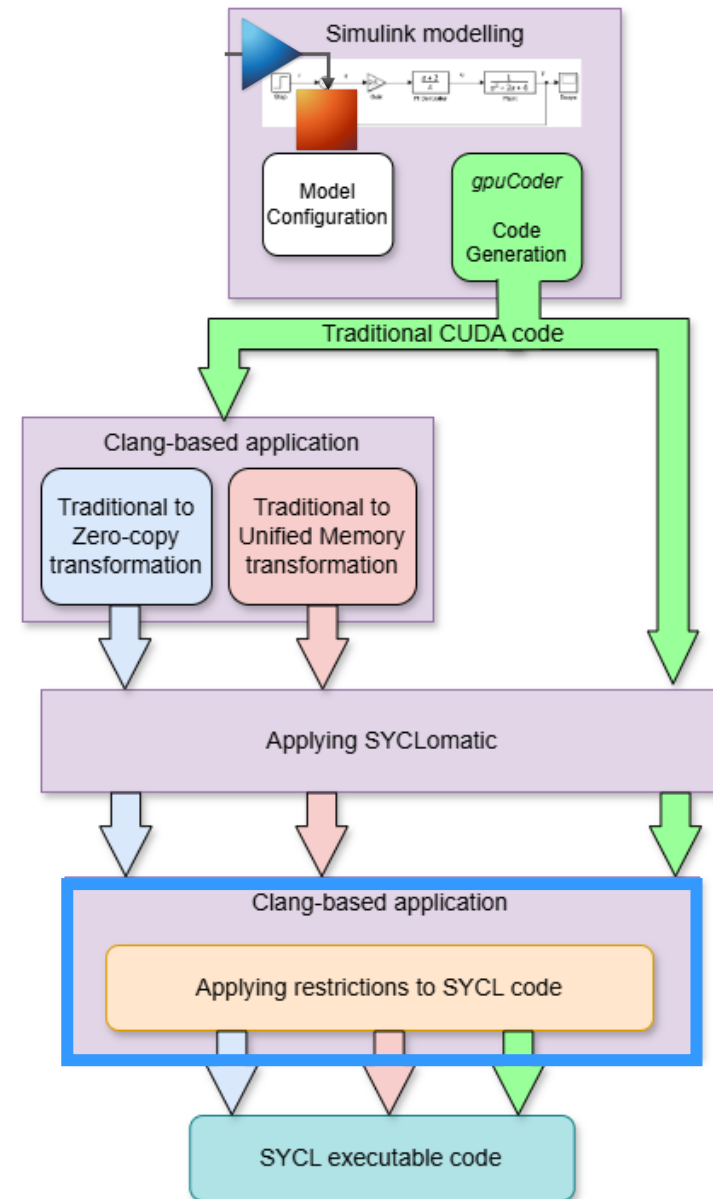 Simulink modelling
Model
Configuration
gpuCoder
Code
Generation
Traditional CUDA code
Clang-based application
Traditional to
Zero-copy
transformation
Traditional to
Unified Memory
transformation
Applying SYCLomatic
Clang-based application
Applying restrictions to SYCL code
SYCL executable code